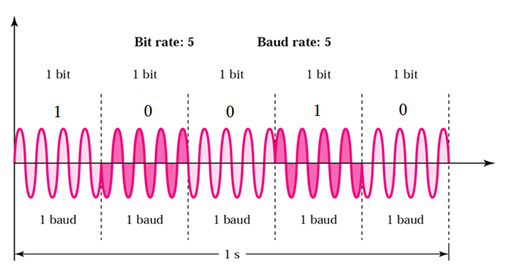 Bit rate: 5 Baud rate: 5
1 bit 1 bit 1 bit 1 bit 1 bit
1 0 0 1 0
1 baud 1 baud 1 baud 1 baud 1 baud
1 s